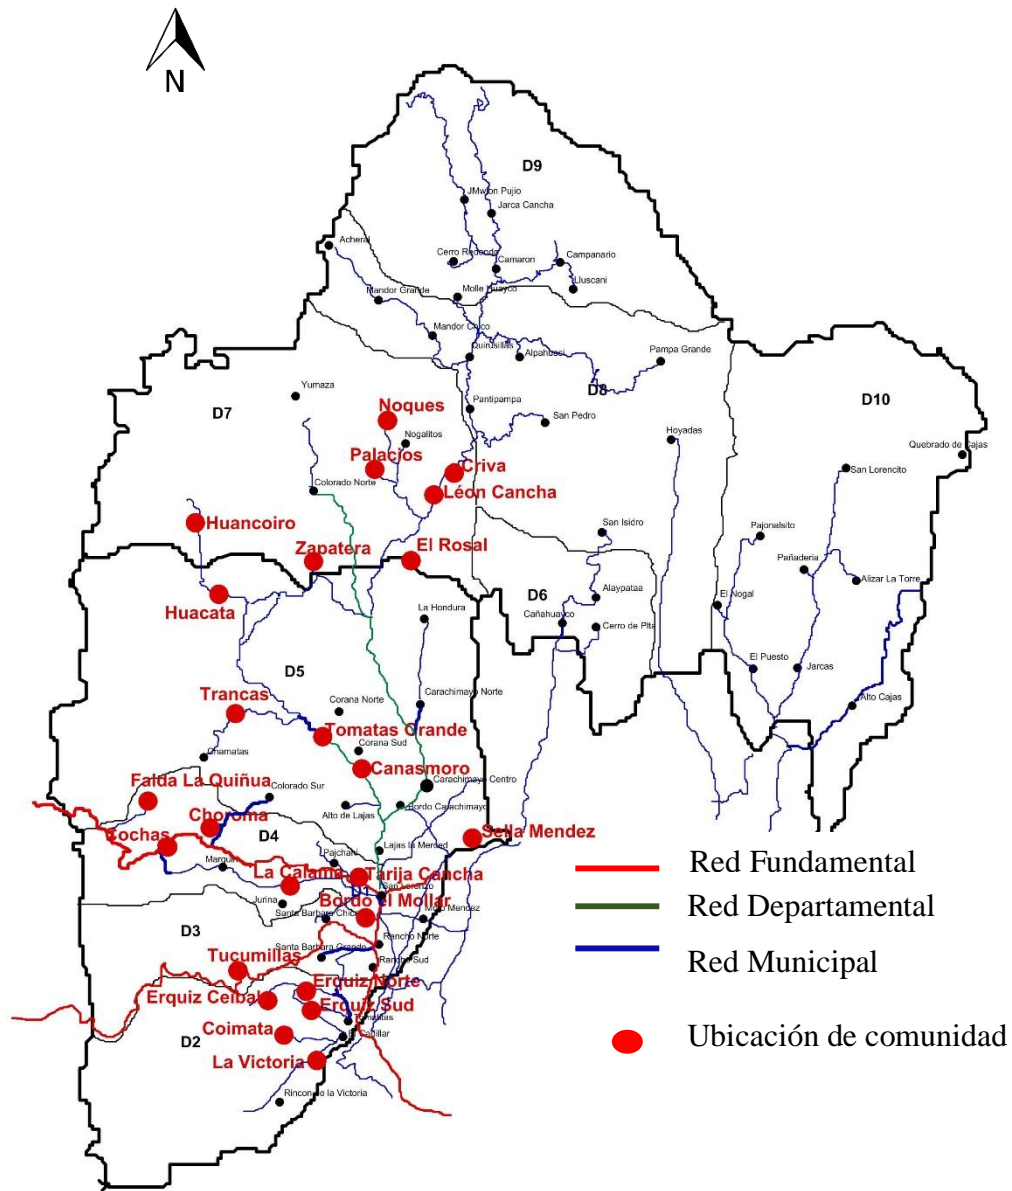 N
D9
JMwlon Pujio
Jarca Cancha
Acheral
Cerro Redondo
Camaron
Campanario
Lluscani
Mandor Grande
Molle Huayco
Mandor Chico
Quirusillas
Alpahuasi
Pampa Grande
D8
Yumaza
D7
Noques
Pantipampa
San Pedro
D10
Nogalitos
Hoyadas
Quebrado de Cajas
Palacios
Criva
San Lorencito
Colorado Norte
Léon Cancha
Huancoiro
San Isidro
Pajonalsito
Zapatera
El Rosal
Pañaderia
Alizar La Torre
Huacata
La Hondura
D6
Alaypataa
El Nogal
Cañahuayco
Cerro de Plta
D5
El Puesto
Jarcas
Trancas
Corana Norte
Carachimayo Norte
Alto Cajas
Tomatas Grande
Corana Sud
Chamatas
Canasmoro
Falda La Quiñua
Colorado Sur
Carachimayo Centro
Alto de Lajas
Bordo Carachimayo
Choroma
D4
Sella Mendez
Tochas
Pajchani
Lajas la Merced
Red Fundamental
Marquiri
La Calama
Tarija Cancha
D1
San Lorenzo
Jurina
Bordo el Mollar
Red Departamental
Santa Barbara Chica
D3
Rancho Norte
Santa Barbara Grande
Red Municipal
Tucumillas
Rancho Sud
Erquiz Norte
Erquiz Ceibal
Erquiz Sud
Coimata
D2
Ubicación de comunidad
La Victoria
Rincon de la Victoria